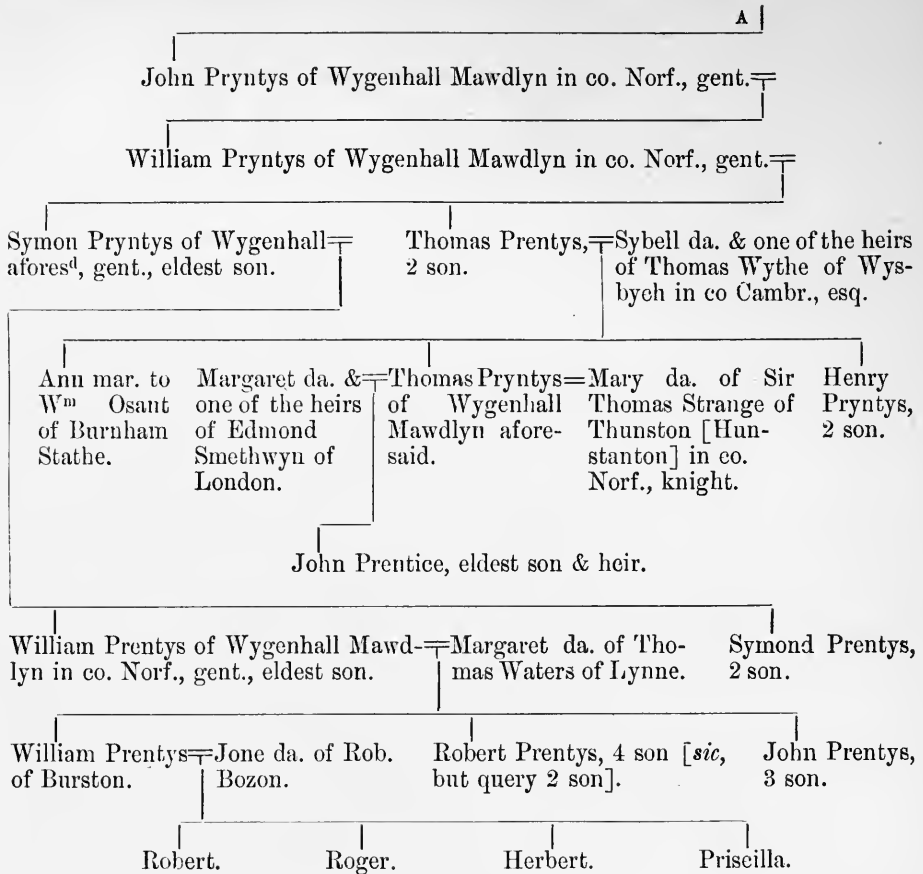 A
John Pryntys of Wygenhall Mawdlyn in co. Norf., gent.
William Pryntys of Wygenhall Mawdlyn in co. Norf., gent.
Symon Pryntys of Wygenhall
aforesd, gent., eldest son.
Thomas Prentys,
2 son.
Sybell da. & one of the heirs
of Thomas Wythe of Wys-
bych in co Cambr., esq.
Ann mar. to
Wm Osant
of Burnham
Stathe.
Margaret da. &
one of the heirs
of Edmond
Smethwyn of
London.
Thomas Pryntys
of Wygenhall
Mawdlyn afore-
said.
Mary da. of Sir
Thomas Strange of
Thunston [Hun-
stanton] in co.
Norf., knight.
Henry
Pryntys,
2 son.
John Prentice, eldest son & heir.
William Prentys of Wygenhall Mawd-
lyn in co. Norf., gent., eldest son.
Margaret da. of Tho-
mas Waters of Lynne.
Symond Prentys,
2 son.
William Prentys
of Burston.
Jone da. of Rob.
Bozon.
Robert Prentys, 4 son [sic,
but query 2 son].
John Prentys,
3 son.
Robert.
Roger.
Herbert.
Priscilla.